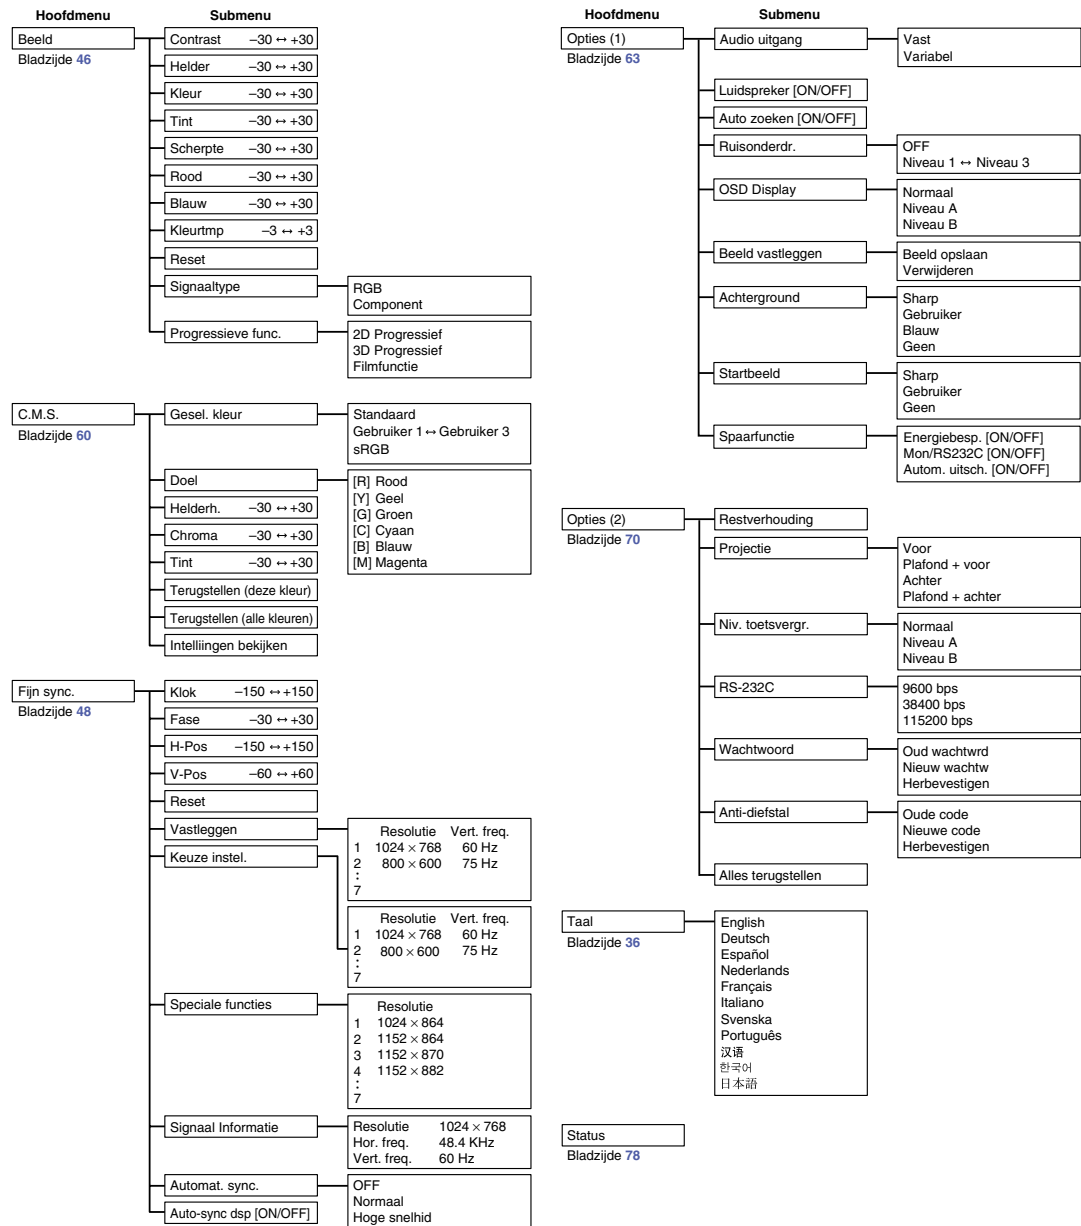 Hoofdmenu
Submenu
Beeld
Bladzijde 46
Contrast –30 ↔ +30
Helder –30 ↔ +30
Kleur –30 ↔ +30
Tint –30 ↔ +30
Scherpte –30 ↔ +30
Rood –30 ↔ +30
Blauw –30 ↔ +30
Kleurtmp –3 ↔ +3
Reset
Signaaltype
RGB
Component
Progressieve func.
2D Progressief
3D Progressief
Filmfunctie
C.M.S.
Bladzijde 60
Gesel. kleur
Standaard
Gebruiker 1 ↔ Gebruiker 3
sRGB
Doel
[R] Rood
[Y] Geel
[G] Groen
[C] Cyaan
[B] Blauw
[M] Magenta
Helderh. –30 ↔ +30
Chroma –30 ↔ +30
Tint –30 ↔ +30
Terugstellen (deze kleur)
Terugstellen (alle kleuren)
Intelliingen bekijken
Fijn sync.
Bladzijde 48
Klok –150 ↔ +150
Fase –30 ↔ +30
H-Pos –150 ↔ +150
V-Pos –60 ↔ +60
Reset
Vastleggen
Resolutie Vert. freq.
1 1024 × 768 60 Hz
2 800 × 600 75 Hz
:
7
Keuze instel.
Resolutie Vert. freq.
1 1024 × 768 60 Hz
2 800 × 600 75 Hz
:
7
Speciale functies
Resolutie
1 1024 × 864
2 1152 × 864
3 1152 × 870
4 1152 × 882
:
7
Signaal Informatie
Resolutie 1024 × 768
Hor. freq. 48.4 KHz
Vert. freq. 60 Hz
Automat. sync.
OFF
Normaal
Hoge snelhid
Auto-sync dsp [ON/OFF]
Hoofdmenu
Submenu
Opties (1)
Bladzijde 63
Audio uitgang
Vast
Variabel
Luidspreker [ON/OFF]
Auto zoeken [ON/OFF]
Ruisonderdr.
OFF
Niveau 1 ↔ Niveau 3
OSD Display
Normaal
Niveau A
Niveau B
Beeld vastleggen
Beeld opslaan
Verwijderen
Achterground
Sharp
Gebruiker
Blauw
Geen
Startbeeld
Sharp
Gebruiker
Geen
Spaarfunctie
Energiebesp. [ON/OFF]
Mon/RS232C [ON/OFF]
Autom. uitsch. [ON/OFF]
Opties (2)
Bladzijde 70
Restverhouding
Projectie
Voor
Plafond + voor
Achter
Plafond + achter
Niv. toetsvergr.
Normaal
Niveau A
Niveau B
RS-232C
9600 bps
38400 bps
115200 bps
Wachtwoord
Oud wachtwrd
Nieuw wachtw
Herbevestigen
Anti-diefstal
Oude code
Nieuwe code
Herbevestigen
Alles terugstellen
Taal
Bladzijde 36
English
Deutsch
Español
Nederlands
Français
Italiano
Svenska
Português
汉语
한국어
日本語
Status
Bladzijde 78